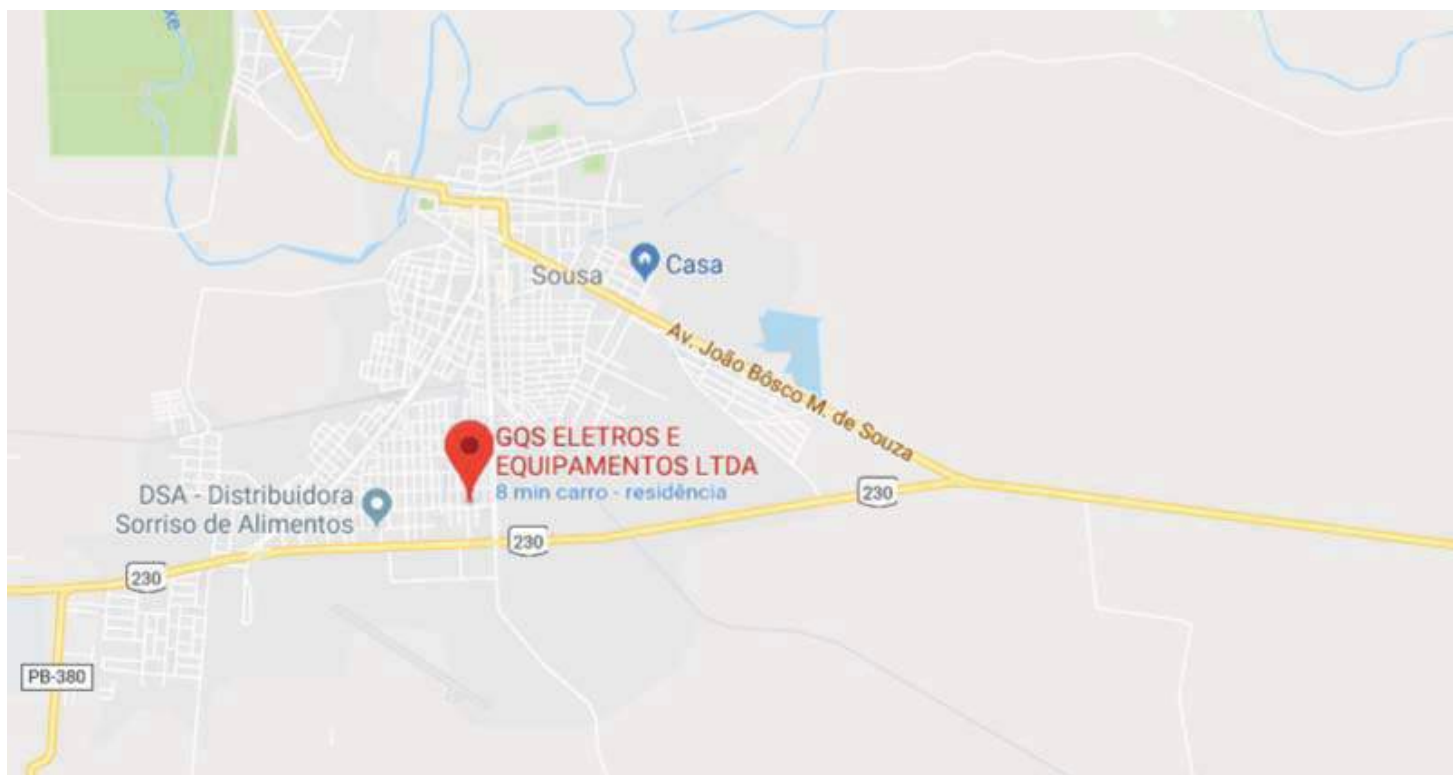 Sousa
Casa
Av. João Bôsco M. de Souza
GQS ELETROS E
EQUIPAMENTOS LTDA
8 min carro - residência
DSA - Distribuidora
Sorriso de Alimentos
230
230
230
PB-380